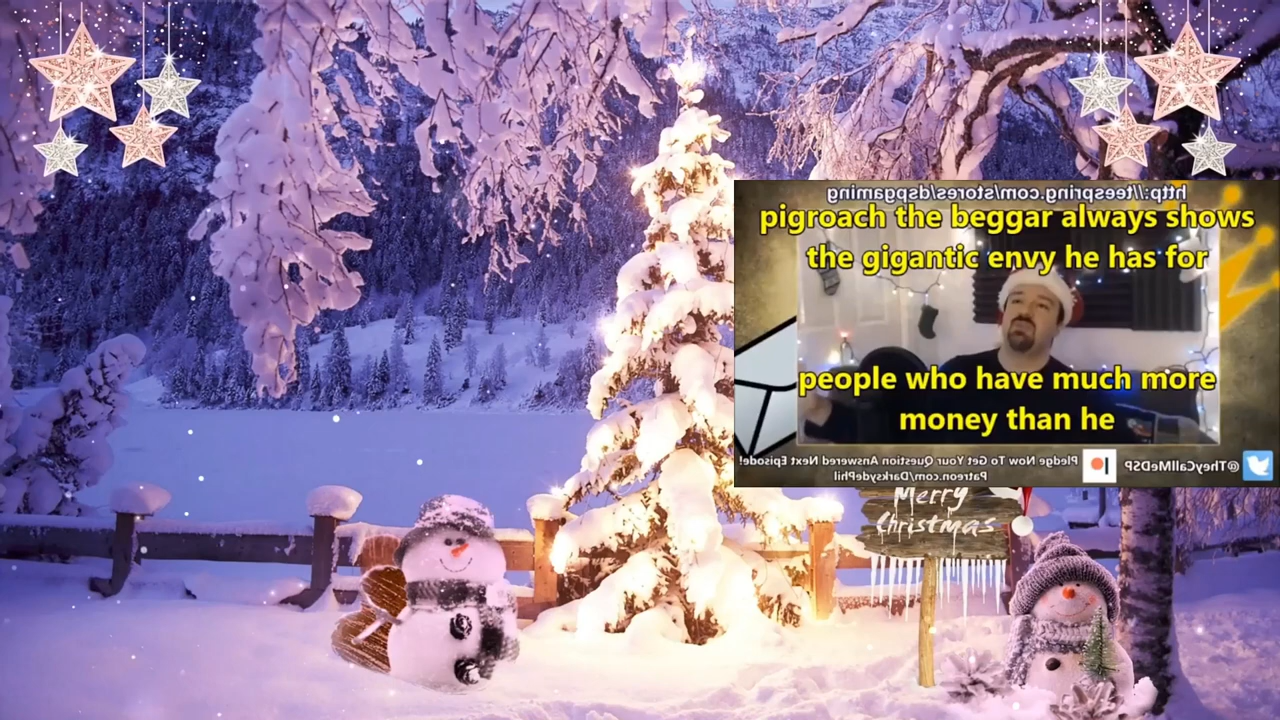 http://teespring.com/stores/dspgaming
pigroach the beggar always shows
the gigantic envy he has for
people who have much more
money than he
Pledge Now To Get Your Question Answered Next Episode!
Patreon.com/DarksydePhil
@TheyCallMeDSP
Merry
Christmas